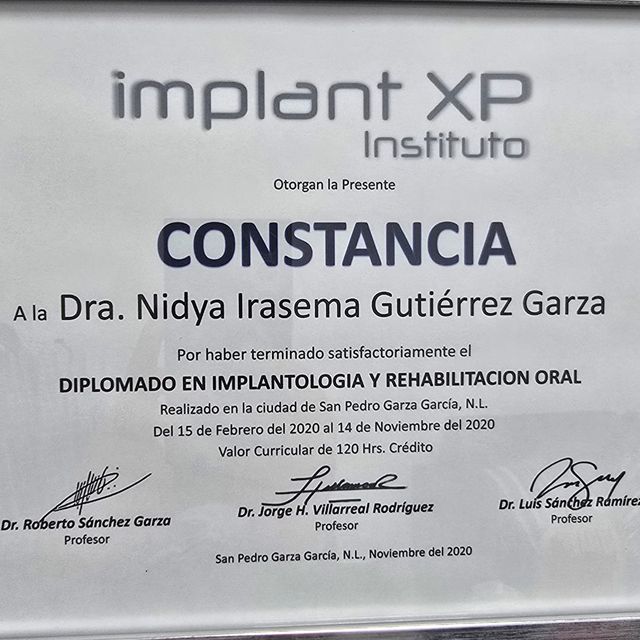 implant XP
Instituto
Otorgan la Presente
CONSTANCIA
A la Dra. Nidya Irasema Gutiérrez Garza
Por haber terminado satisfactoriamente el
DIPLOMADO EN IMPLANTOLOGIA Y REHABILITACION ORAL
Realizado en la ciudad de San Pedro Garza García, N.L.
Del 15 de Febrero del 2020 al 14 de Noviembre del 2020
Valor Curricular de 120 Hrs. Crédito
Dr. Roberto Sánchez Garza
Profesor
Dr. Jorge H. Villarreal Rodríguez
Profesor
Dr. Luis Sánchez Ramírez
Profesor
San Pedro Garza García, N.L., Noviembre del 2020